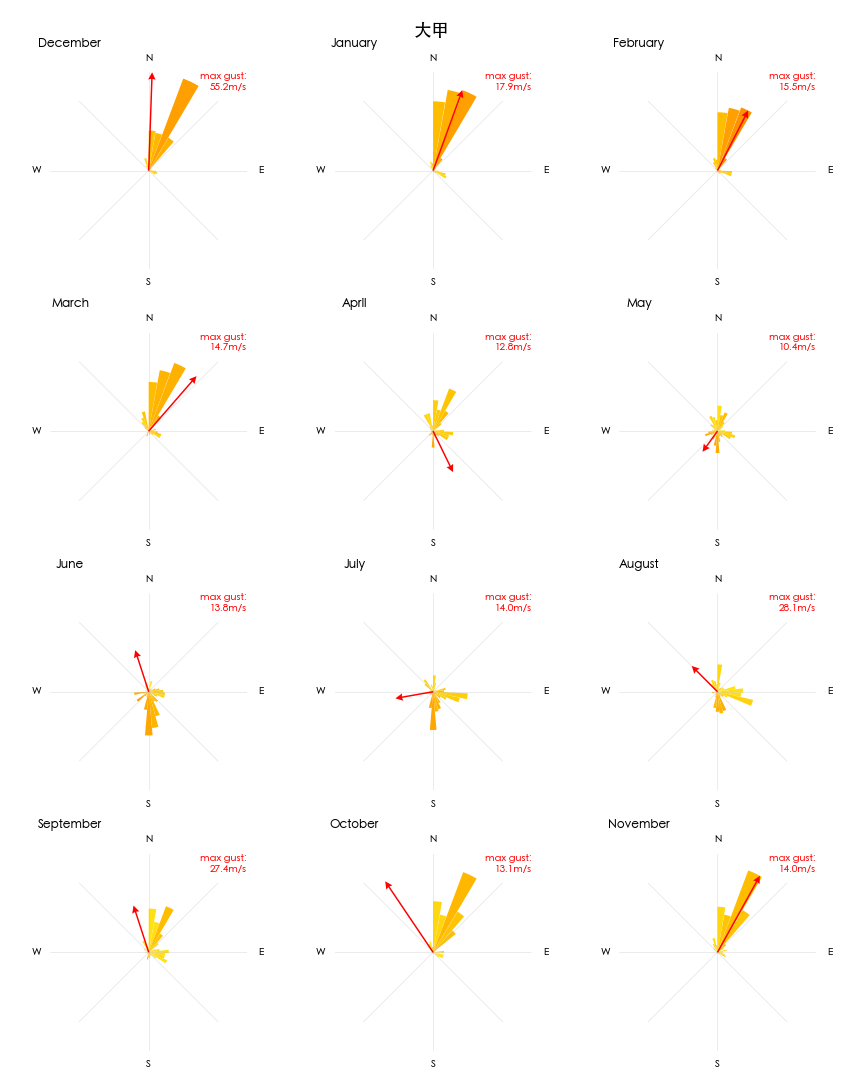 大甲
December
January
February
N
N
N
max gust:
55.2m/s
max gust:
17.9m/s
max gust:
15.5m/s
W
E
W
E
W
E
S
S
S
March
April
May
N
N
N
max gust:
14.7m/s
max gust:
12.8m/s
max gust:
10.4m/s
W
E
W
E
W
E
S
S
S
June
July
August
N
N
N
max gust:
13.8m/s
max gust:
14.0m/s
max gust:
28.1m/s
W
E
W
E
W
E
S
S
S
September
October
November
N
N
N
max gust:
27.4m/s
max gust:
13.1m/s
max gust:
14.0m/s
W
E
W
E
W
E
S
S
S